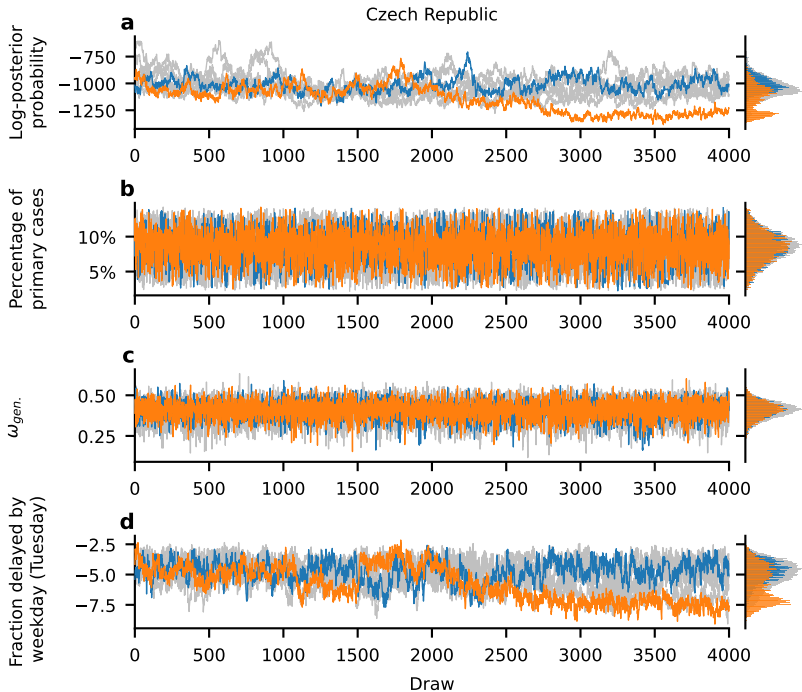 Czech Republic
a
Log-posterior
probability
−750
−1000
−1250
0 500 1000 1500 2000 2500 3000 3500 4000
b
Percentage of
primary cases
10%
5%
0 500 1000 1500 2000 2500 3000 3500 4000
c
ω_gen.
0.50
0.25
0 500 1000 1500 2000 2500 3000 3500 4000
d
Fraction delayed by
weekday (Tuesday)
−2.5
−5.0
−7.5
0 500 1000 1500 2000 2500 3000 3500 4000
Draw